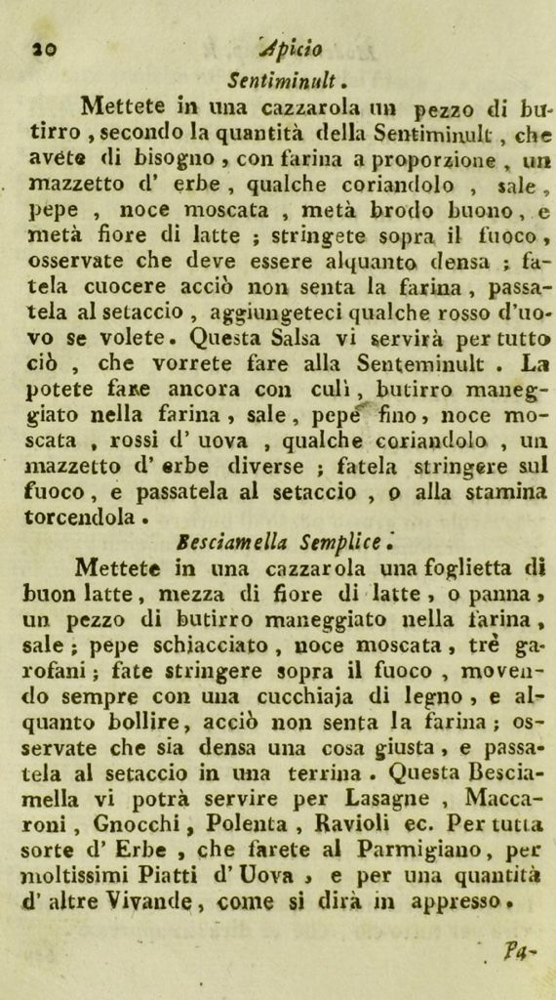 20 Apicio
Sentiminult.
Mettete in una cazzarola un pezzo di bu-
tirro, secondo la quantità della Sentiminult, che
avete di bisogno, con farina a proporzione, un
mazzetto d' erbe, qualche coriandolo, sale,
pepe, noce moscata, metà brodo buono, e
metà fiore di latte; stringete sopra il fuoco,
osservate che deve essere alquanto densa; fa-
tela cuocere acciò non senta la farina, passa-
tela al setaccio, aggiungeteci qualche rosso d'uo-
vo se volete. Questa Salsa vi servirà per tutto
ciò, che vorrete fare alla Senteminult. La
potete fare ancora con culì, butirro maneg-
giato nella farina, sale, pepe fino, noce mo-
scata, rossi d' uova, qualche coriandolo, un
mazzetto d' erbe diverse; fatela stringere sul
fuoco, e passatela al setaccio, o alla stamina
torcendola.
Besciamella Semplice.
Mettete in una cazzarola una foglietta di
buon latte, mezza di fiore di latte, o panna,
un pezzo di butirro maneggiato nella farina,
sale; pepe schiacciato, noce moscata, trè ga-
rofani; fate stringere sopra il fuoco, moven-
do sempre con una cucchiaja di legno, e al-
quanto bollire, acciò non senta la farina; os-
servate che sia densa una cosa giusta, e passa-
tela al setaccio in una terrina. Questa Bescia-
mella vi potrà servire per Lasagne, Macca-
roni, Gnocchi, Polenta, Ravioli ec. Per tutta
sorte d' Erbe, che farete al Parmigiano, per
moltissimi Piatti d' Uova, e per una quantità
d' altre Vivande, come si dirà in appresso.
Pa-